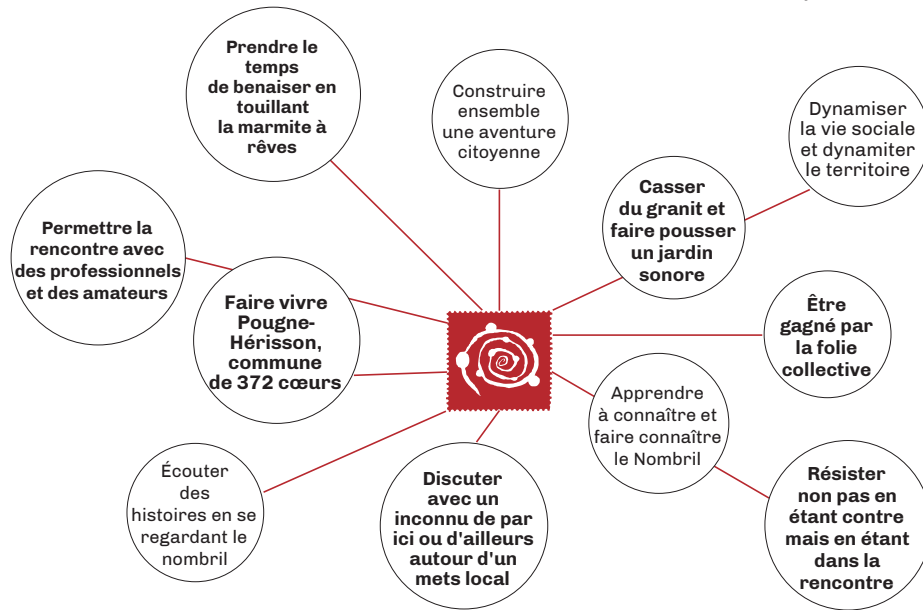 Prendre le
temps
de benaiser en
touillant
la marmite à
rêves
Construire
ensemble
une aventure
citoyenne
Dynamiser
la vie sociale
et dynamiter
le territoire
Casser
du granit et
faire pousser
un jardin
sonore
Permettre la
rencontre avec
des professionnels
et des amateurs
Faire vivre
Pougne-
Hérisson,
commune
de 372 cœurs
Être
gagné par
la folie
collective
Apprendre
à connaître et
faire connaître
le Nombril
Écouter
des
histoires en se
regardant le
nombril
Discuter
avec un
inconnu de par
ici ou d'ailleurs
autour d'un
mets local
Résister
non pas en
étant contre
mais en étant
dans la
rencontre